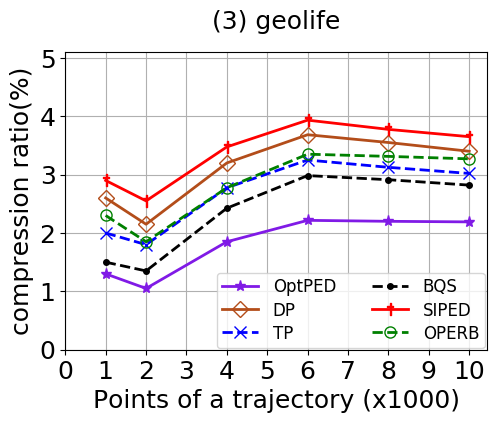 (3) geolife
compression ratio(%)
5
4
3
2
1
0
OptPED
DP
TP
BQS
SIPED
OPERB
0 1 2 3 4 5 6 7 8 9 10
Points of a trajectory (x1000)